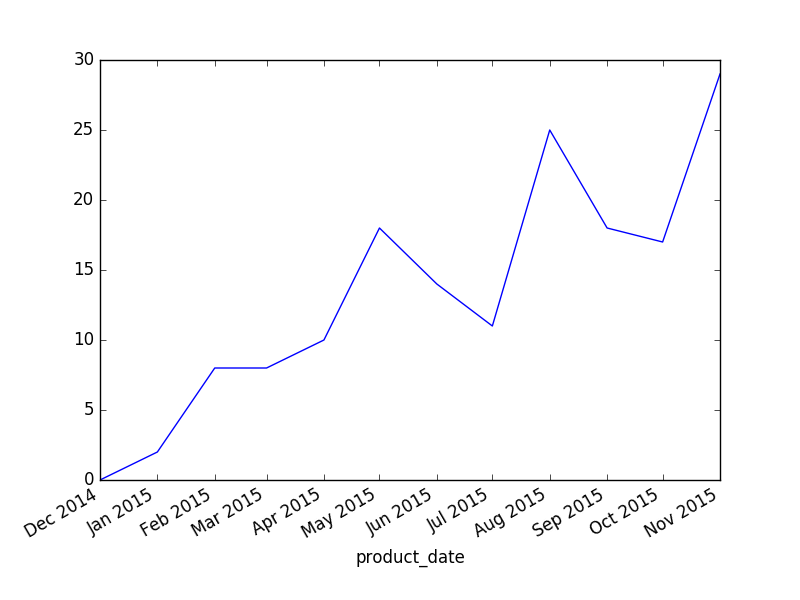 30
25
20
15
10
5
0
Dec 2014
Jan 2015
Feb 2015
Mar 2015
Apr 2015
May 2015
Jun 2015
Jul 2015
Aug 2015
Sep 2015
Oct 2015
Nov 2015
product_date